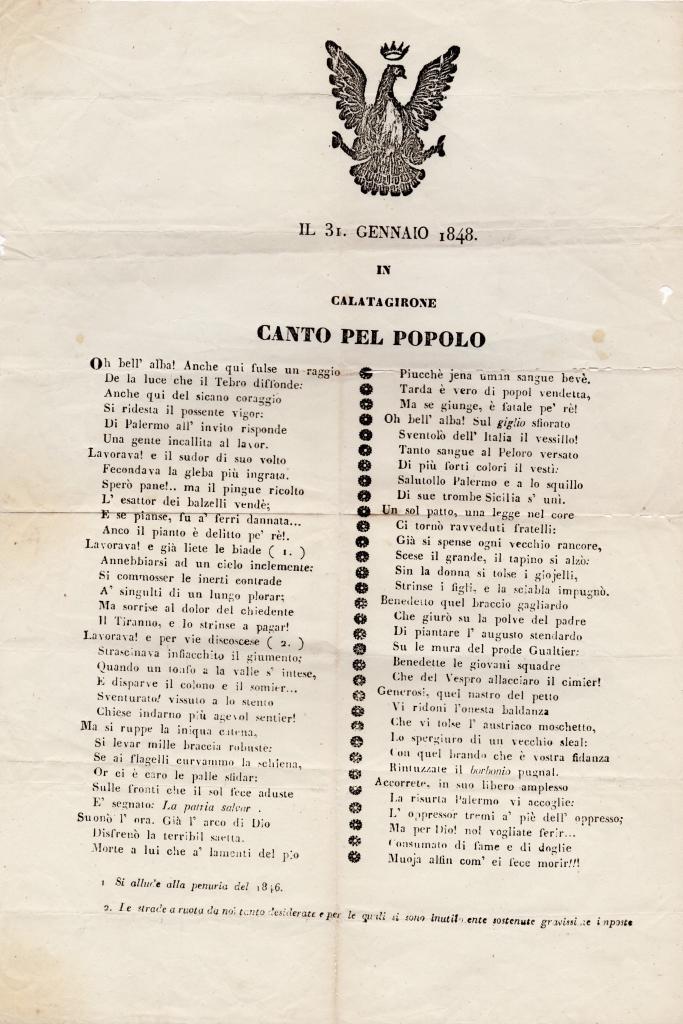 IL 31. GENNAIO 1848.
IN
CALATAGIRONE
CANTO PEL POPOLO
Oh bell' alba! Anche qui fulse un raggio
De la luce che il Tebro diffonde:
Anche qui del sicano coraggio
Si ridesta il possente vigor:
Di Palermo all' invito risponde
Una gente incallita al lavor.
Lavorava! e il sudor di suo volto
Fecondava la gleba più ingrata.
Sperò pane!.. ma il pingue ricolto
L' esattor dei balzelli vendè;
E se pianse, fu a' ferri dannata...
Anco il pianto è delitto pe' rè!.
Lavorava! e già liete le biade ( 1. )
Annebbiarsi ad un cielo inclemente:
Si commosser le inerti contrade
A' singulti di un lungo plorar;
Ma sorrise al dolor del chiedente
Il Tiranno, e lo strinse a pagar!
Lavorava! e per vie discoscese ( 2. )
Strascinava infiacchito il giumento;
Quando un tonfo a la valle s' intese,
E disparve il colono e il somier...
Sventurato! vissuto a lo stento
Chiese indarno più agevol sentier!
Ma si ruppe la iniqua catena,
Si levar mille braccia robuste:
Se ai flagelli curvammo la schiena,
Or ci è caro le palle sfidar:
Sulle fronti che il sol fece aduste
E' segnato: La patria salvar .
Suonò l' ora. Già l' arco di Dio
Disfrenò la terribil saetta.
Morte a lui che a' lamenti del pio
Piucchè jena umán sangue bevè.
Tarda è vero di popol vendetta,
Ma se giunge, è fatale pe' rè!
Oh bell' alba! Sul giglio sfiorato
Sventolò dell' Italia il vessillo!
Tanto sangue al Peloro versato
Di più forti colori il vestì:
Salutollo Palermo e a lo squillo
Di sue trombe Sicilia s' unì.
Un sol patto, una legge nel core
Ci tornò ravveduti fratelli:
Già si spense ogni vecchio rancore,
Scese il grande, il tapino si alzò:
Sin la donna si tolse i giojelli,
Strinse i figli, e la sciabla impugnò.
Benedetto quel braccio gagliardo
Che giurò su la polve del padre
Di piantare l' augusto stendardo
Su le mura del prode Gualtier:
Benedette le giovani squadre
Che del Vespro allacciaro il cimier!
Generosi, quel nastro del petto
Vi ridoni l'onesta baldanza
Che vi tolse l' austriaco moschetto,
Lo spergiuro di un vecchio sleal:
Con quel brando che è vostra fidanza
Rintuzzate il borbonio pugnal.
Accorrete, in suo libero amplesso
La risurta Palermo vi accoglie:
L' oppressor tremi a' piè dell' oppresso;
Ma per Dio! nol vogliate ferir...
Consumato di fame e di doglie
Muoja alfin com' ei fece morir!!!
1 Si allude alla penuria del 1846.
2. Le strade a ruota da noi tanto desiderate e per le quali si sono inutilmente sostenute gravissime imposte